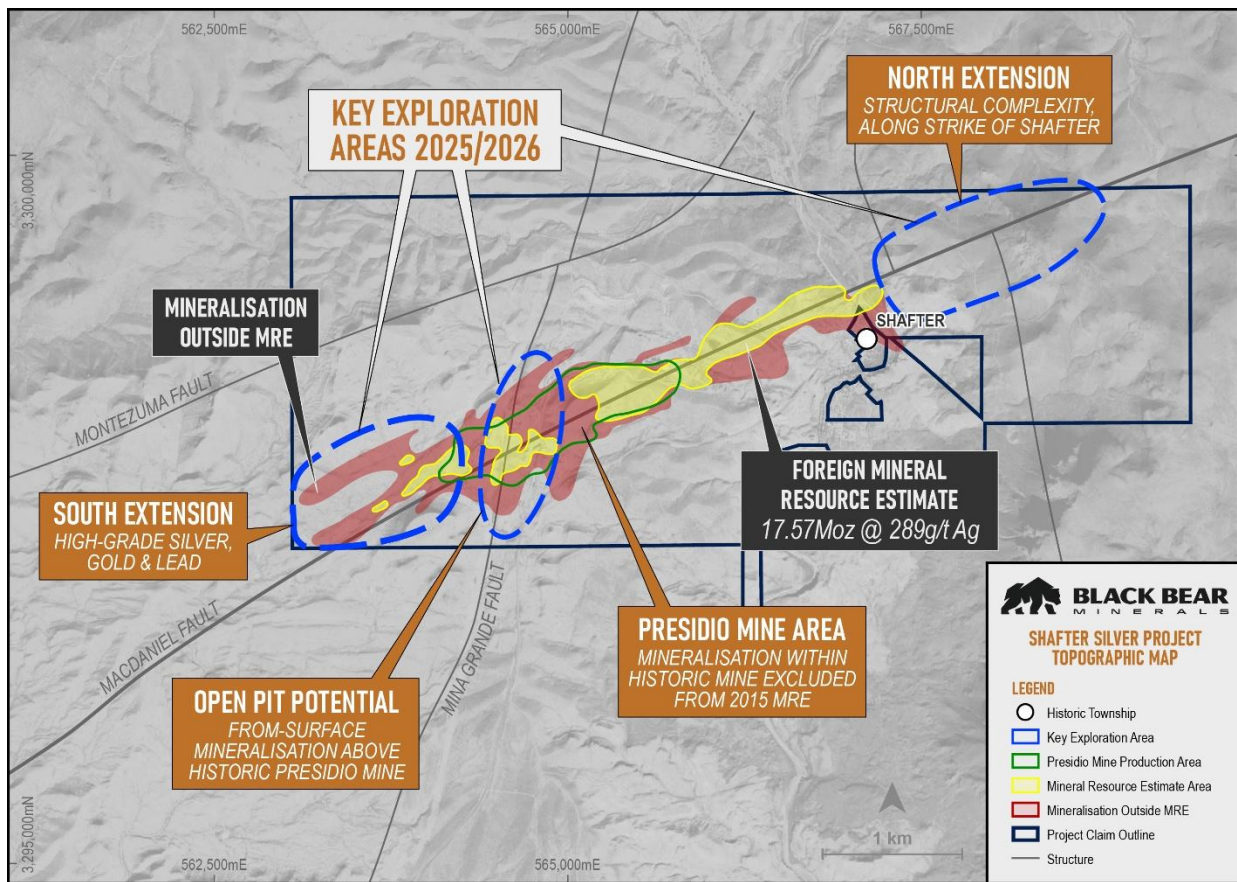 562,500mE
565,000mE
567,500mE
3,300,000mN
3,295,000mN
KEY EXPLORATION
AREAS 2025/2026
NORTH EXTENSION
STRUCTURAL COMPLEXITY,
ALONG STRIKE OF SHAFTER
MINERALISATION
OUTSIDE MRE
SHAFTER
MONTEZUMA FAULT
FOREIGN MINERAL
RESOURCE ESTIMATE
17.57Moz @ 289g/t Ag
SOUTH EXTENSION
HIGH-GRADE SILVER,
GOLD & LEAD
MACDANIEL FAULT
MINA GRANDE FAULT
PRESIDIO MINE AREA
MINERALISATION WITHIN
HISTORIC MINE EXCLUDED
FROM 2015 MRE
OPEN PIT POTENTIAL
FROM-SURFACE
MINERALISATION ABOVE
HISTORIC PRESIDIO MINE
1 km
562,500mE
565,000mE
BLACK BEAR
MINERALS
SHAFTER SILVER PROJECT
TOPOGRAPHIC MAP
LEGEND
Historic Township
Key Exploration Area
Presidio Mine Production Area
Mineral Resource Estimate Area
Mineralisation Outside MRE
Project Claim Outline
Structure